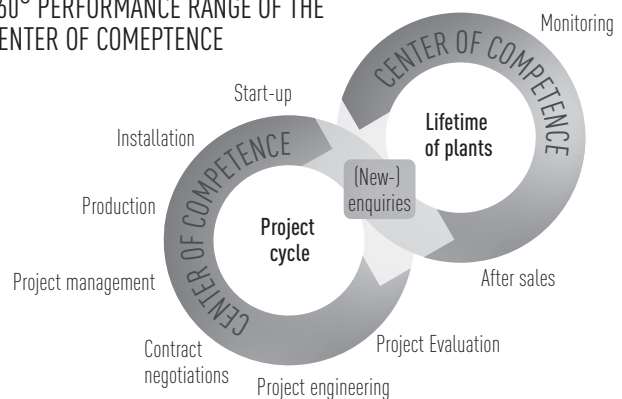 60° PERFORMANCE RANGE OF THE
ENTER OF COMEPTENCE
Monitoring
CENTER OF COMPETENCE
Start-up
Lifetime
of plants
Installation
CENTER OF COMPETENCE
(New-)
enquiries
Production
Project
cycle
Project management
After sales
Contract
negotiations
Project Evaluation
Project engineering